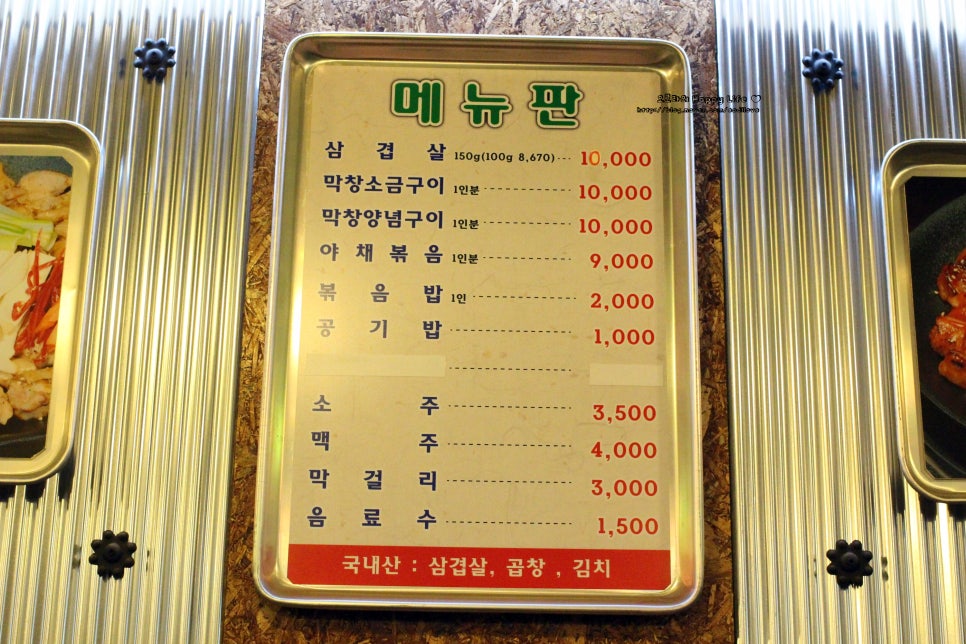 메뉴판
삼겹살 150g(100g 8,670) 10,000
막창소금구이 1인분 10,000
막창양념구이 1인분 10,000
야채볶음 1인분 9,000
볶음밥 1인 2,000
공기밥 1,000
소주 3,500
맥주 4,000
막걸리 3,000
음료수 1,500
국내산 : 삼겹살, 곱창 , 김치
Happy Life ♡